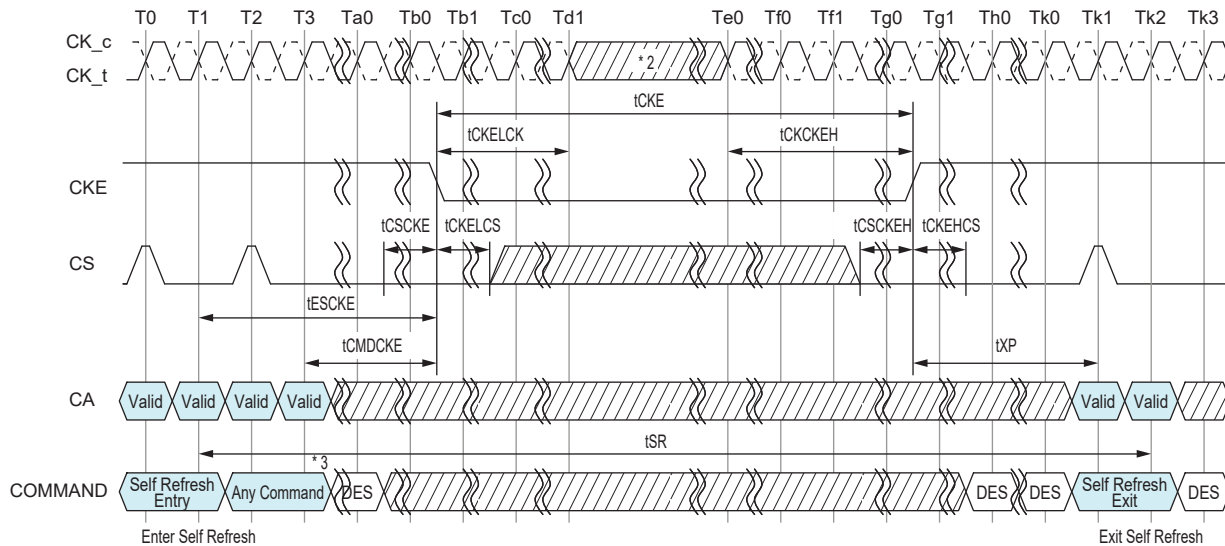 T0 T1 T2 T3 Ta0 Tb0 Tb1 Tc0 Td1 Te0 Tf0 Tf1 Tg0 Tg1 Th0 Tk0 Tk1 Tk2 Tk3
CK_c
CK_t
* 2
tCKE
tCKELCK tCKCKEH
CKE
tCSCKE tCKELCS tCSCKEH tCKEHCS
CS
tESCKE
tCMDCKE tXP
CA Valid Valid Valid Valid Valid Valid
tSR
* 3
COMMAND Self Refresh Entry Any Command DES DES DES Self Refresh Exit DES
Enter Self Refresh Exit Self Refresh